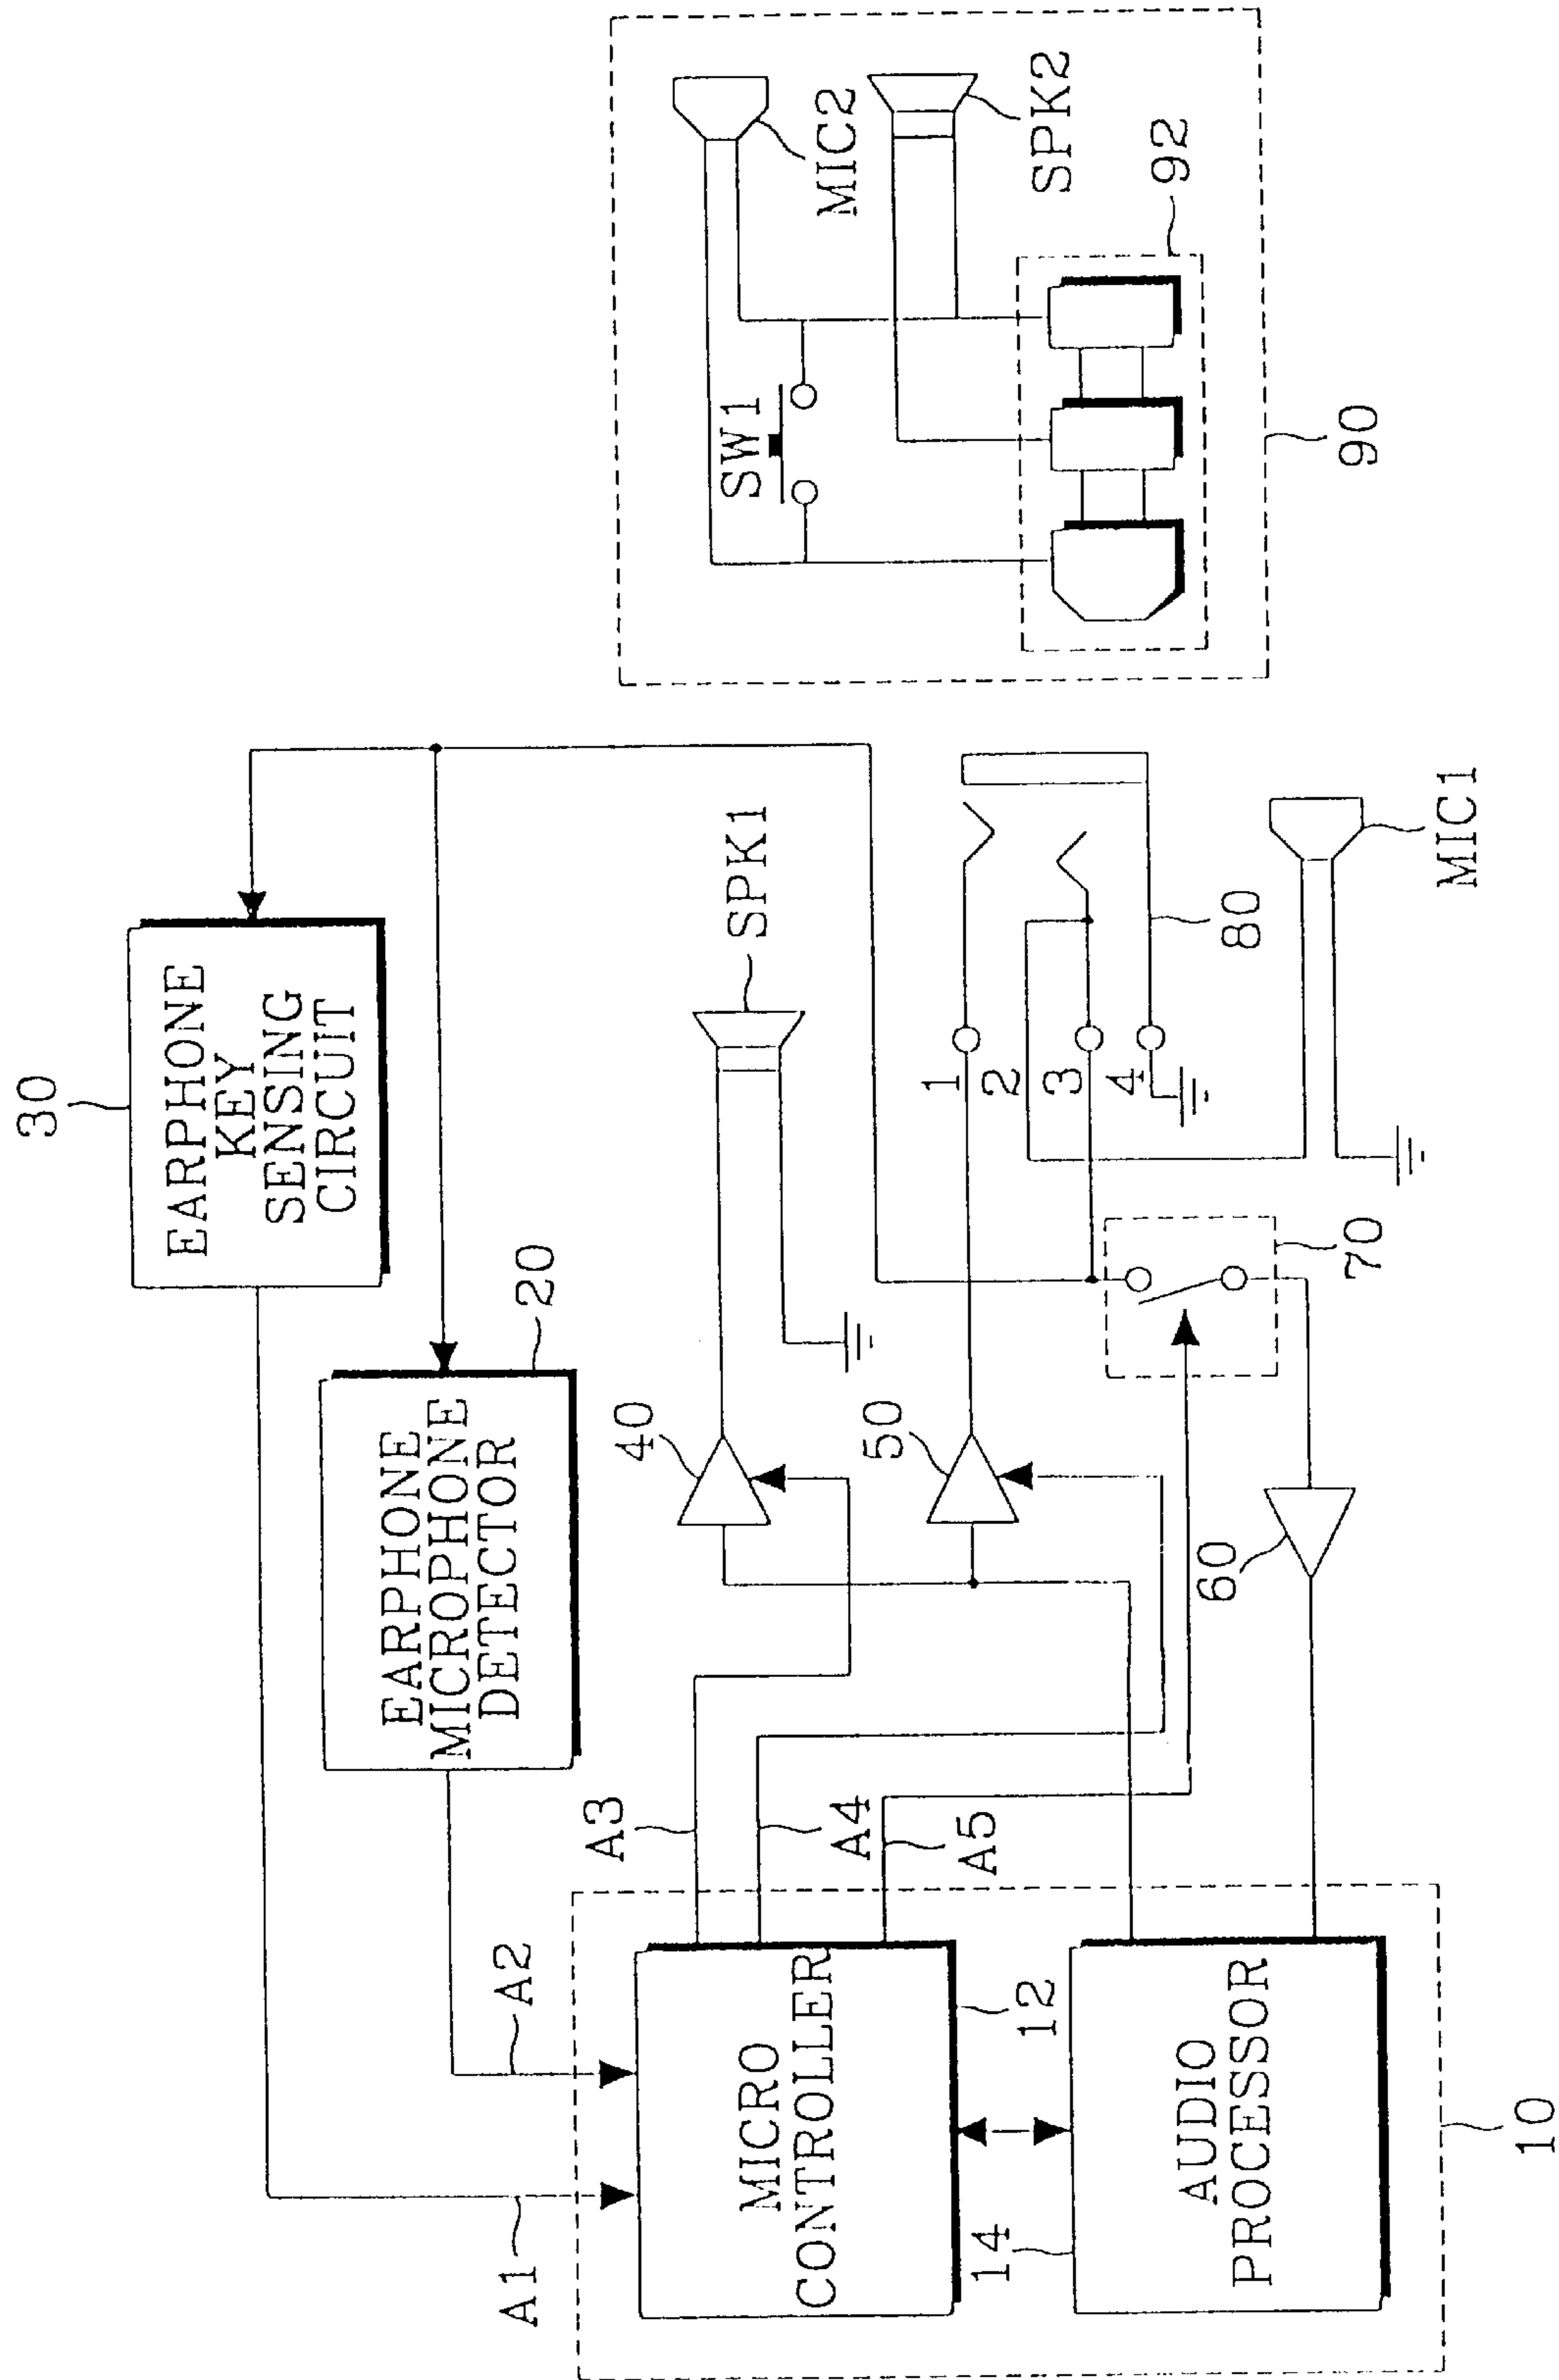 30
EARPHONE
KEY
SENSING
CIRCUIT
EARPHONE
MICROPHONE
DETECTOR
20
A1
A2
A3
A4
A5
MICRO
CONTROLLER
12
14
AUDIO
PROCESSOR
10
40
SPK1
50
60
70
1
2
3
4
80
MIC1
SW1
MIC2
SPK2
92
90